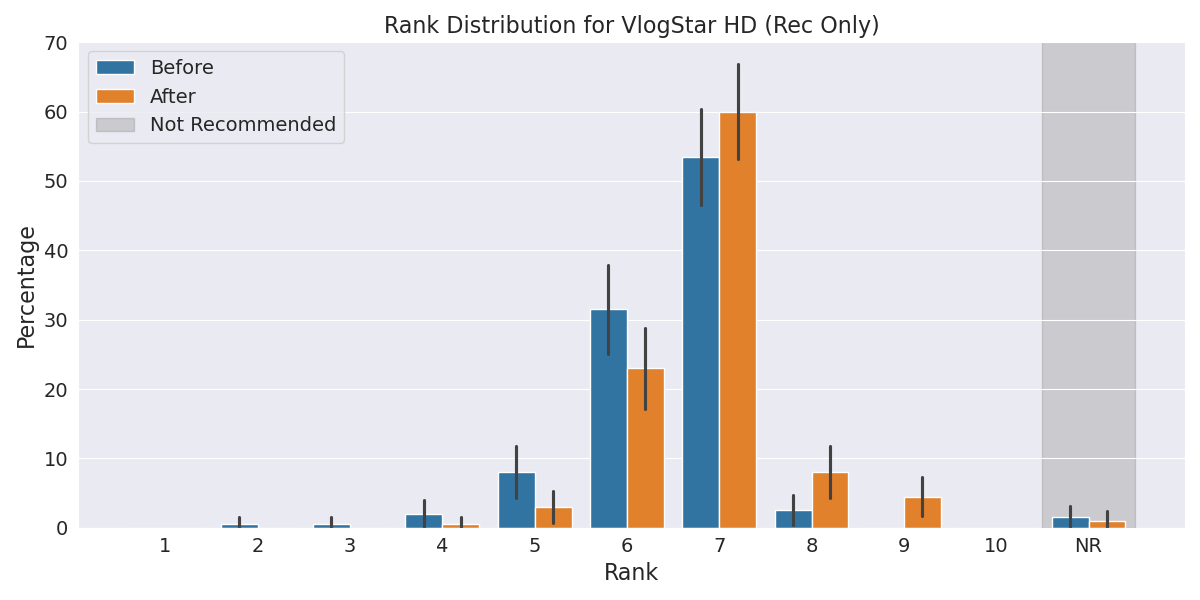 Rank Distribution for VlogStar HD (Rec Only)
Before
After
Not Recommended
Percentage
70
60
50
40
30
20
10
0
1 2 3 4 5 6 7 8 9 10 NR
Rank